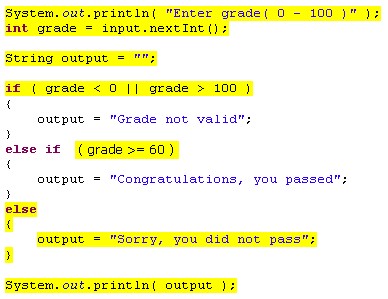 System.out.println( "Enter grade( 0 - 100 )" );
int grade = input.nextInt();
String output = "";
if ( grade < 0 || grade > 100 )
{
output = "Grade not valid";
}
else if ( grade >= 60 )
{
output = "Congratulations, you passed";
}
else
{
output = "Sorry, you did not pass";
}
System.out.println( output );